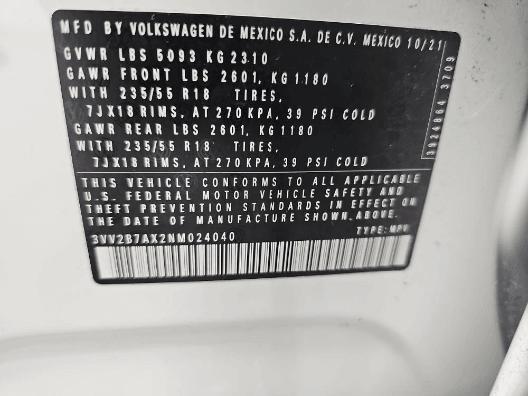 MFD BY VOLKSWAGEN DE MEXICO S.A. DE C.V. MEXICO 10/21
GVWR LBS 5093 KG 2310
GAWR FRONT LBS 2601, KG 1180
WITH 235/55 R18 TIRES,
7JX18 RIMS, AT 270 KPA, 39 PSI COLD
GAWR REAR LBS 2601, KG 1180
WITH 235/55 R18 TIRES,
7JX18 RIMS, AT 270 KPA, 39 PSI COLD
THIS VEHICLE CONFORMS TO ALL APPLICABLE
U.S. FEDERAL MOTOR VEHICLE SAFETY AND
THEFT PREVENTION STANDARDS IN EFFECT ON
THE DATE OF MANUFACTURE SHOWN ABOVE.
3VV2B7AX2NM024040 TYPE: MPV
3924864 3709